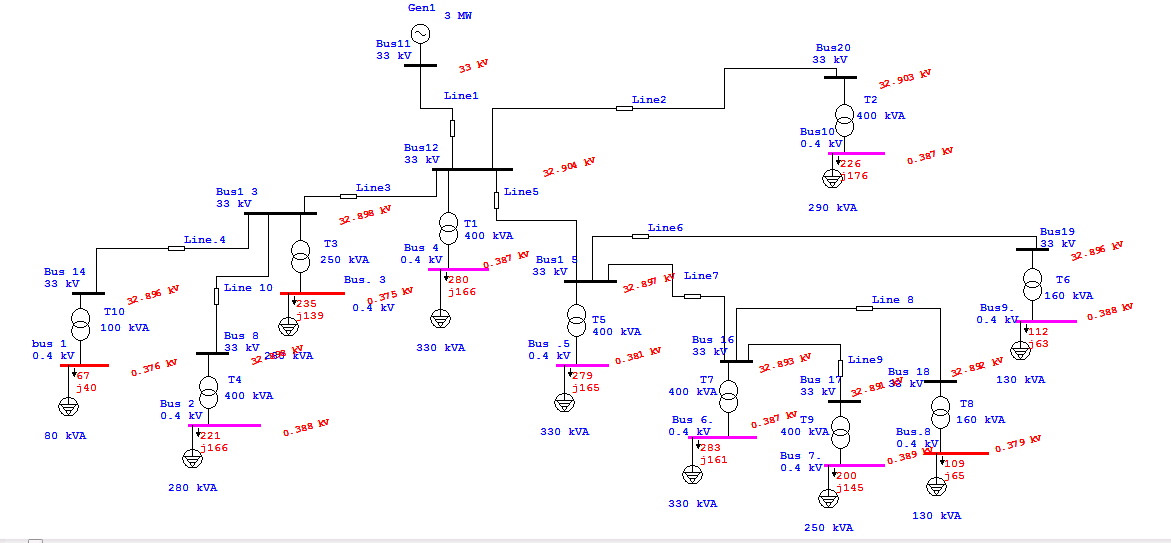 Gen1
3 MW
Bus11
33 kV
33 kV
Line1
Line2
Bus20
33 kV
32.903 kV
T2
400 kVA
Bus10
0.4 kV
0.387 kV
226
j176
290 kVA
Bus12
33 kV
32.904 kV
Line3
Line5
Bus1 3
33 kV
32.898 kV
T1
400 kVA
Bus 4
0.4 kV
0.387 kV
280
j166
330 kVA
Line.4
T3
250 kVA
Bus. 3
0.4 kV
0.375 kV
235
j139
Line 10
Bus 14
33 kV
32.896 kV
T10
100 kVA
bus 1
0.4 kV
0.376 kV
67
j40
80 kVA
Bus 8
33 kV
kVA
T4
400 kVA
Bus 2
0.4 kV
0.388 kV
221
j166
280 kVA
Bus1 5
33 kV
32.897 kV
Line6
Line7
T5
400 kVA
Bus .5
0.4 kV
0.381 kV
279
j165
330 kVA
Bus19
33 kV
32.896 kV
T6
160 kVA
Bus9.
0.4 kV
0.388 kV
112
j63
130 kVA
Line 8
Bus 16
33 kV
32.893 kV
T7
400 kVA
Bus 6.
0.4 kV
0.387 kV
283
j161
330 kVA
Line9
Bus 17
33 kV
32.891 kV
T9
400 kVA
Bus 7.
0.4 kV
0.389 kV
200
j145
250 kVA
Bus 18
33 kV
32.892 kV
T8
160 kVA
Bus.8
0.4 kV
0.379 kV
109
j65
130 kVA